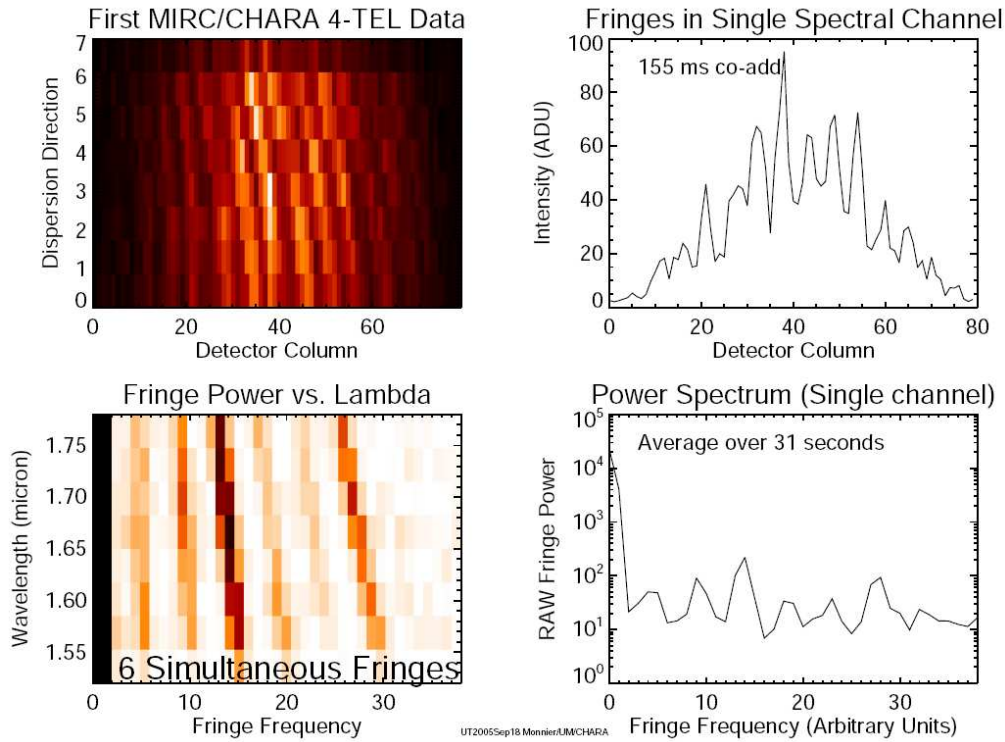 First MIRC/CHARA 4-TEL Data
Dispersion Direction
7
6
5
4
3
2
1
0
0 20 40 60
Detector Column
Fringes in Single Spectral Channel
155 ms co-add
Intensity (ADU)
100
80
60
40
20
0
0 20 40 60 80
Detector Column
Fringe Power vs. Lambda
Wavelength (micron)
1.75
1.70
1.65
1.60
1.55
6 Simultaneous Fringes
0 10 20 30
Fringe Frequency
Power Spectrum (Single channel)
Average over 31 seconds
RAW Fringe Power
10⁵
10⁴
10³
10²
10¹
10⁰
0 10 20 30
Fringe Frequency (Arbitrary Units)
UT2005Sep18 Monnier/UM/CHARA